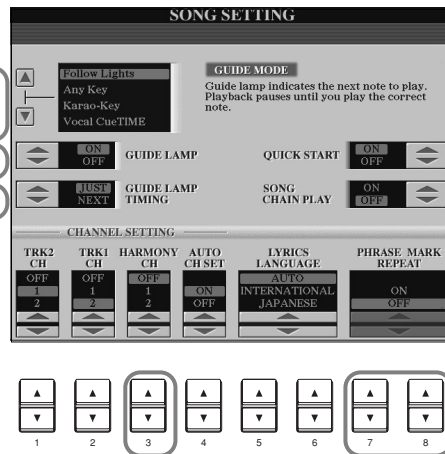 SONG SETTING
Follow Lights
Any Key
Karao-Key
Vocal CueTIME
GUIDE MODE
Guide lamp indicates the next note to play.
Playback pauses until you play the correct
note.
ON
OFF
GUIDE LAMP
QUICK START
ON
OFF
JUST
NEXT
GUIDE LAMP
TIMING
SONG
CHAIN PLAY
ON
OFF
CHANNEL SETTING
TRK2
CH
TRK1
CH
HARMONY
CH
AUTO
CH SET
LYRICS
LANGUAGE
PHRASE MARK
REPEAT
OFF
1
2
OFF
1
2
OFF
1
2
ON
OFF
AUTO
INTERNATIONAL
JAPANESE
ON
OFF
1 2 3 4 5 6 7 8